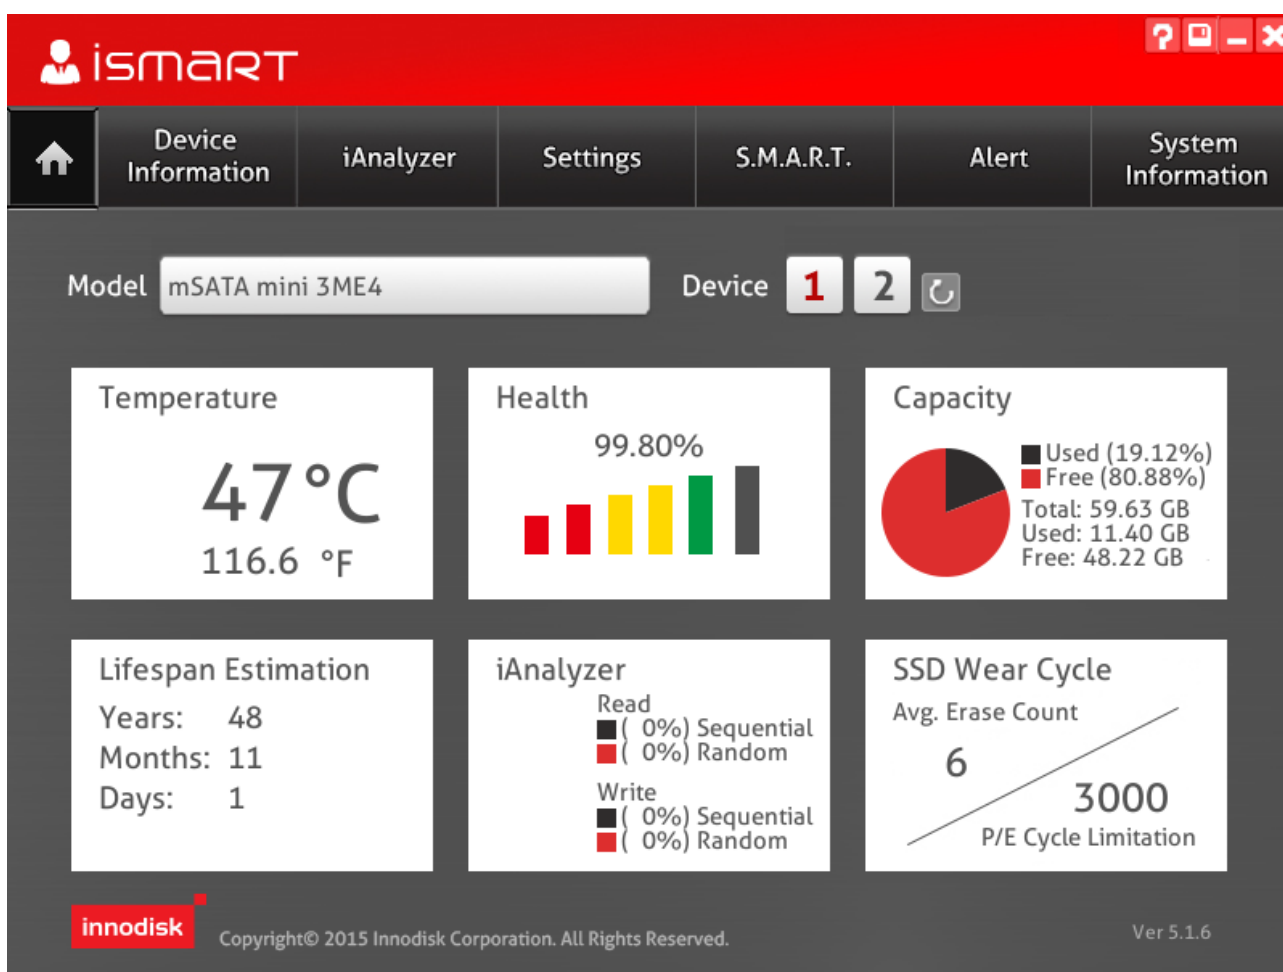 ismart
Device Information
iAnalyzer
Settings
S.M.A.R.T.
Alert
System Information
Model
mSATA mini 3ME4
Device
1
2
Temperature
47°C
116.6 °F
Health
99.80%
Capacity
Used (19.12%)
Free (80.88%)
Total: 59.63 GB
Used: 11.40 GB
Free: 48.22 GB
Lifespan Estimation
Years: 48
Months: 11
Days: 1
iAnalyzer
Read
( 0%) Sequential
( 0%) Random
Write
( 0%) Sequential
( 0%) Random
SSD Wear Cycle
Avg. Erase Count
6
3000
P/E Cycle Limitation
innodisk
Copyright© 2015 Innodisk Corporation. All Rights Reserved.
Ver 5.1.6